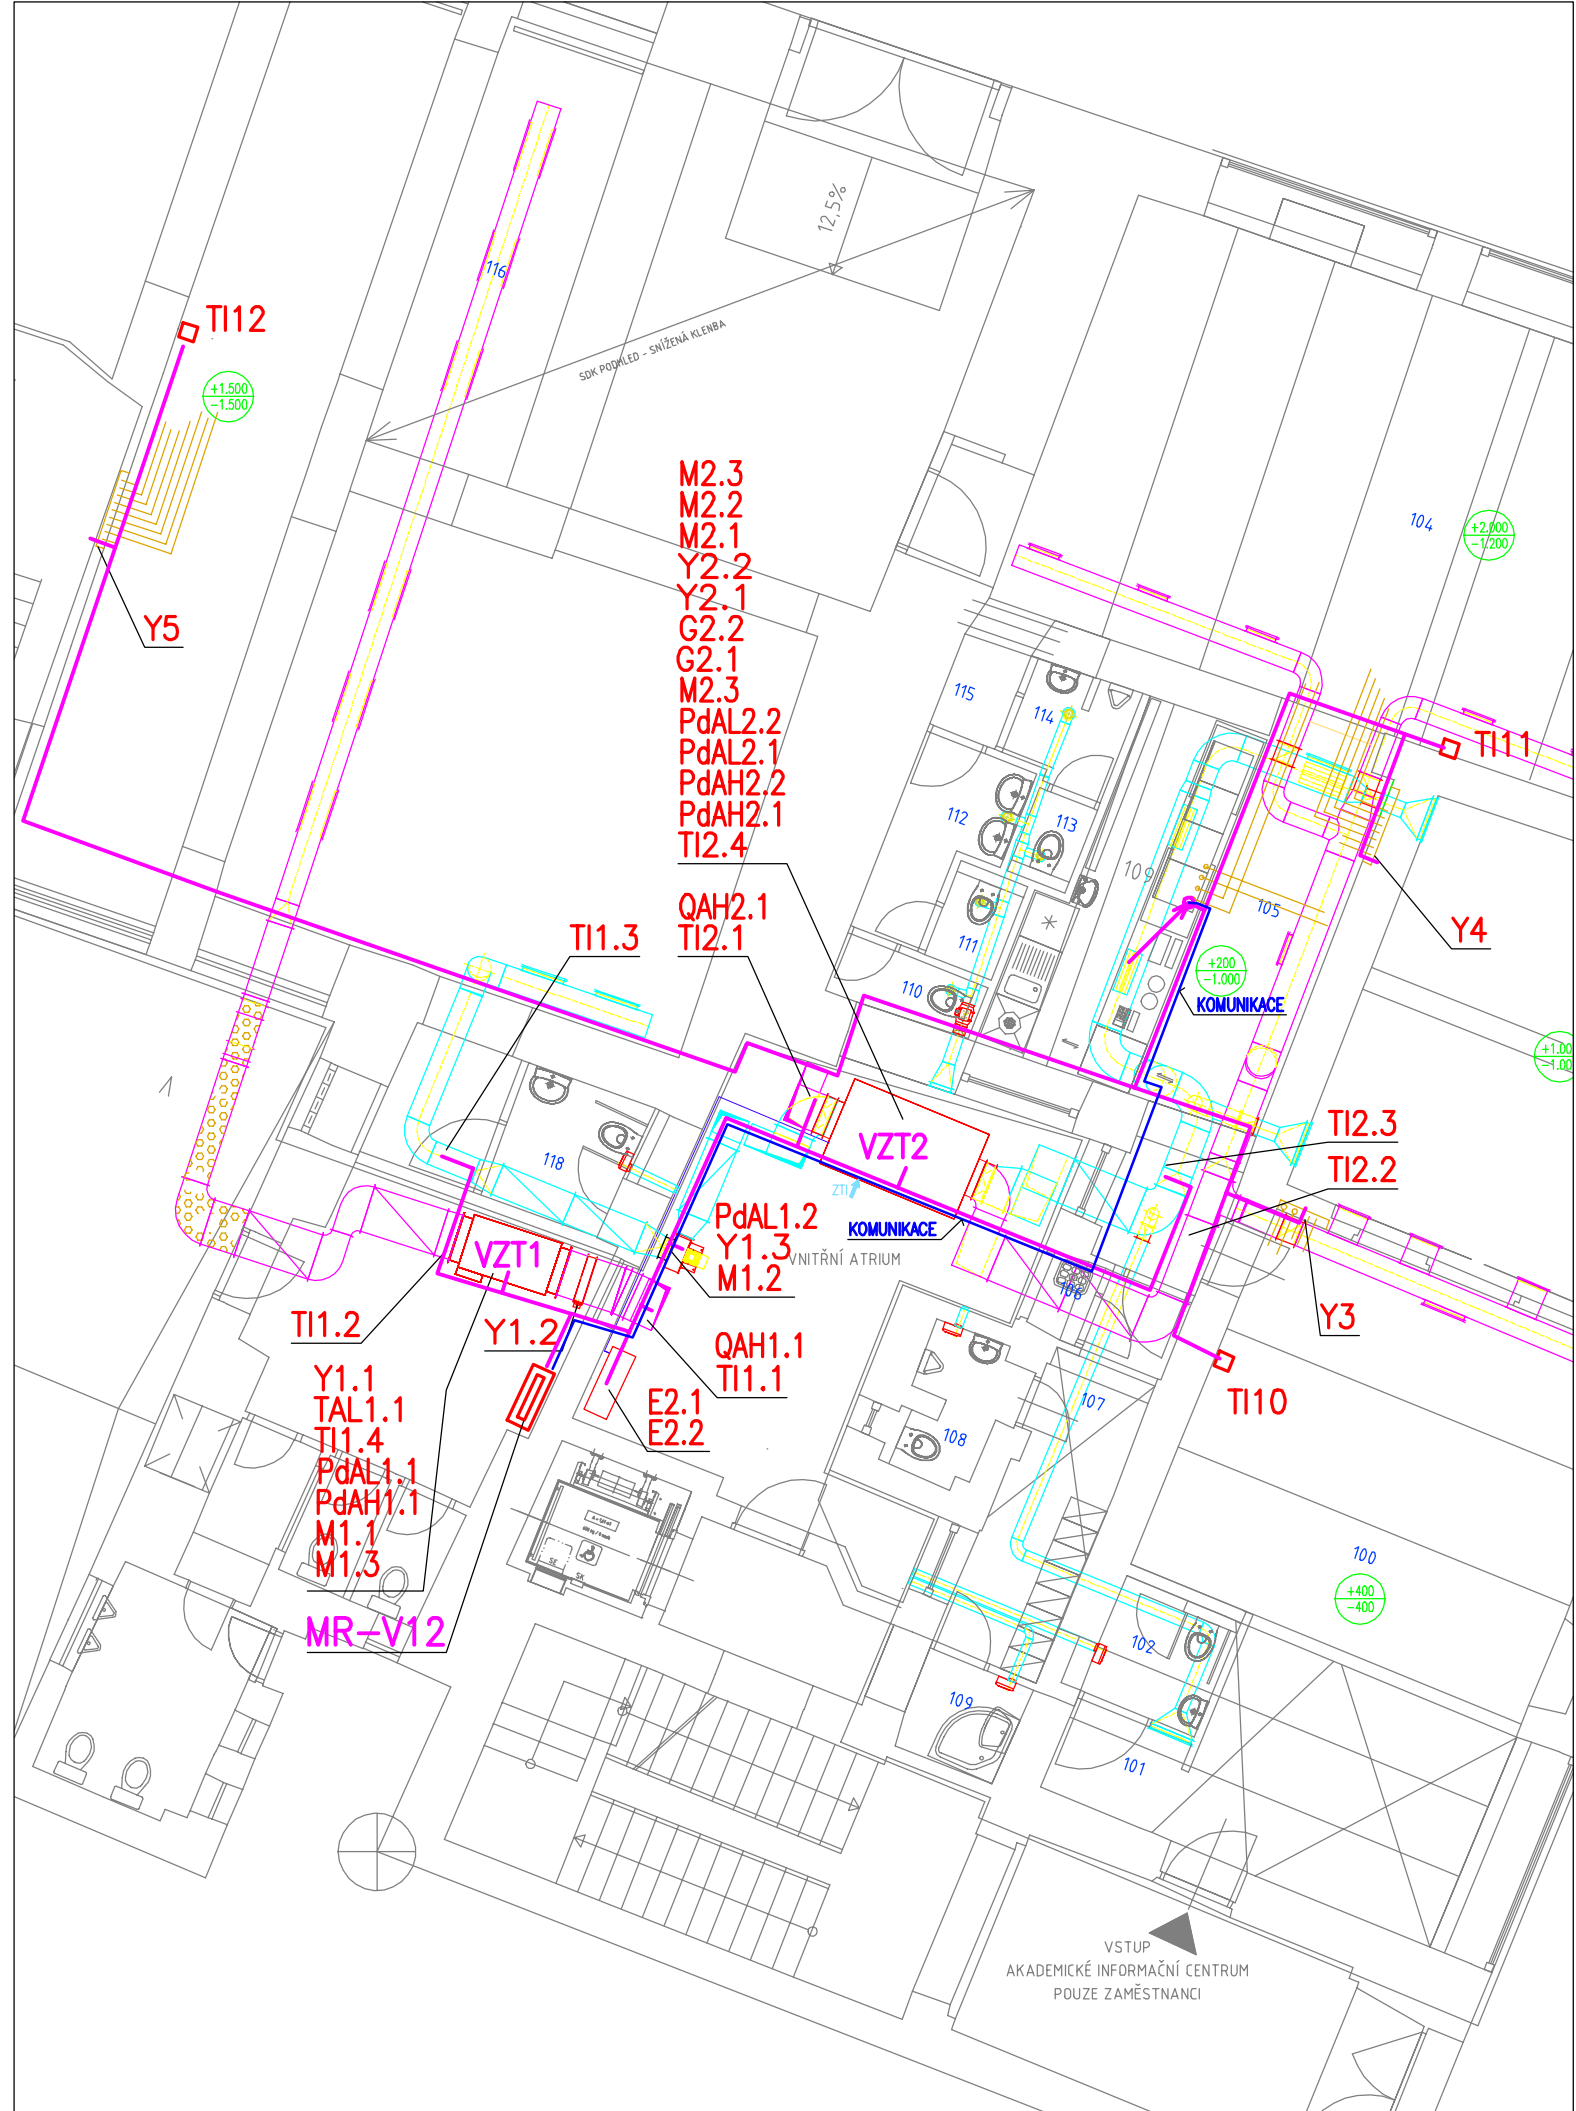 12,5%
116
TI12
SDK PODHLED - SNÍŽENÁ KLENBA
+1.500
-1.500
M2.3
M2.2
M2.1
Y2.2
Y2.1
G2.2
G2.1
M2.3
PdAL2.2
PdAL2.1
PdAH2.2
PdAH2.1
TI2.4
104
+2.000
-1.200
Y5
115
114
TI11
112
113
109
QAH2.1
TI2.1
TI1.3
105
Y4
111
110
+200
-1.000
KOMUNIKACE
+1.00
-1.00
TI2.3
VZT2
118
ZTI
TI2.2
PdAL1.2
Y1.3
M1.2
KOMUNIKACE
VNITŘNÍ ATRIUM
VZT1
106
TI1.2
Y1.2
Y3
QAH1.1
TI1.1
TI10
Y1.1
TAL1.1
TI1.4
PdAL1.1
PdAH1.1
M1.1
M1.3
E2.1
E2.2
107
108
SE
SK
100
+400
-400
MR-V12
102
109
101
VSTUP
AKADEMICKÉ INFORMAČNÍ CENTRUM
POUZE ZAMĚSTNANCI